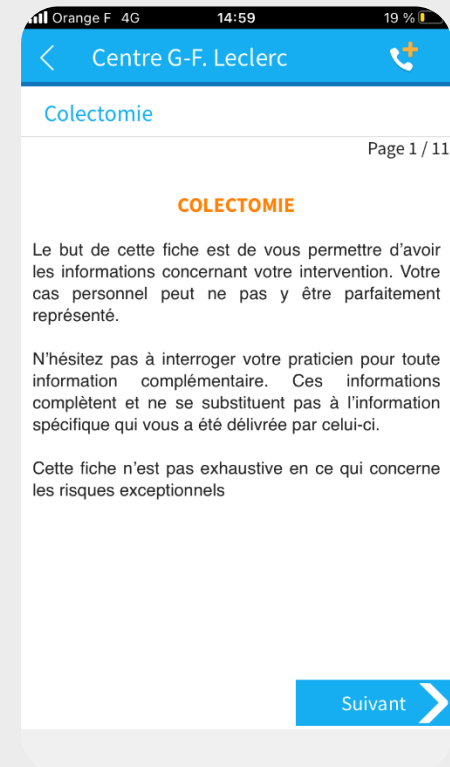 Orange F 4G 14:59 19 %
Centre G-F. Leclerc
Colectomie
Page 1 / 11
COLECTOMIE
Le but de cette fiche est de vous permettre d’avoir
les informations concernant votre intervention. Votre
cas personnel peut ne pas y être parfaitement
représenté.
N’hésitez pas à interroger votre praticien pour toute
information complémentaire. Ces informations
complètent et ne se substituent pas à l’information
spécifique qui vous a été délivrée par celui-ci.
Cette fiche n’est pas exhaustive en ce qui concerne
les risques exceptionnels
Suivant